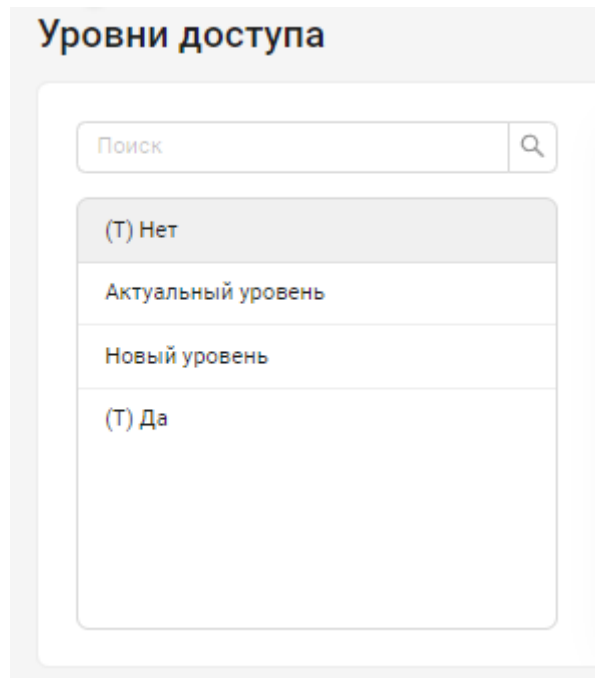 Уровни доступа
Поиск
(Т) Нет
Актуальный уровень
Новый уровень
(Т) Да